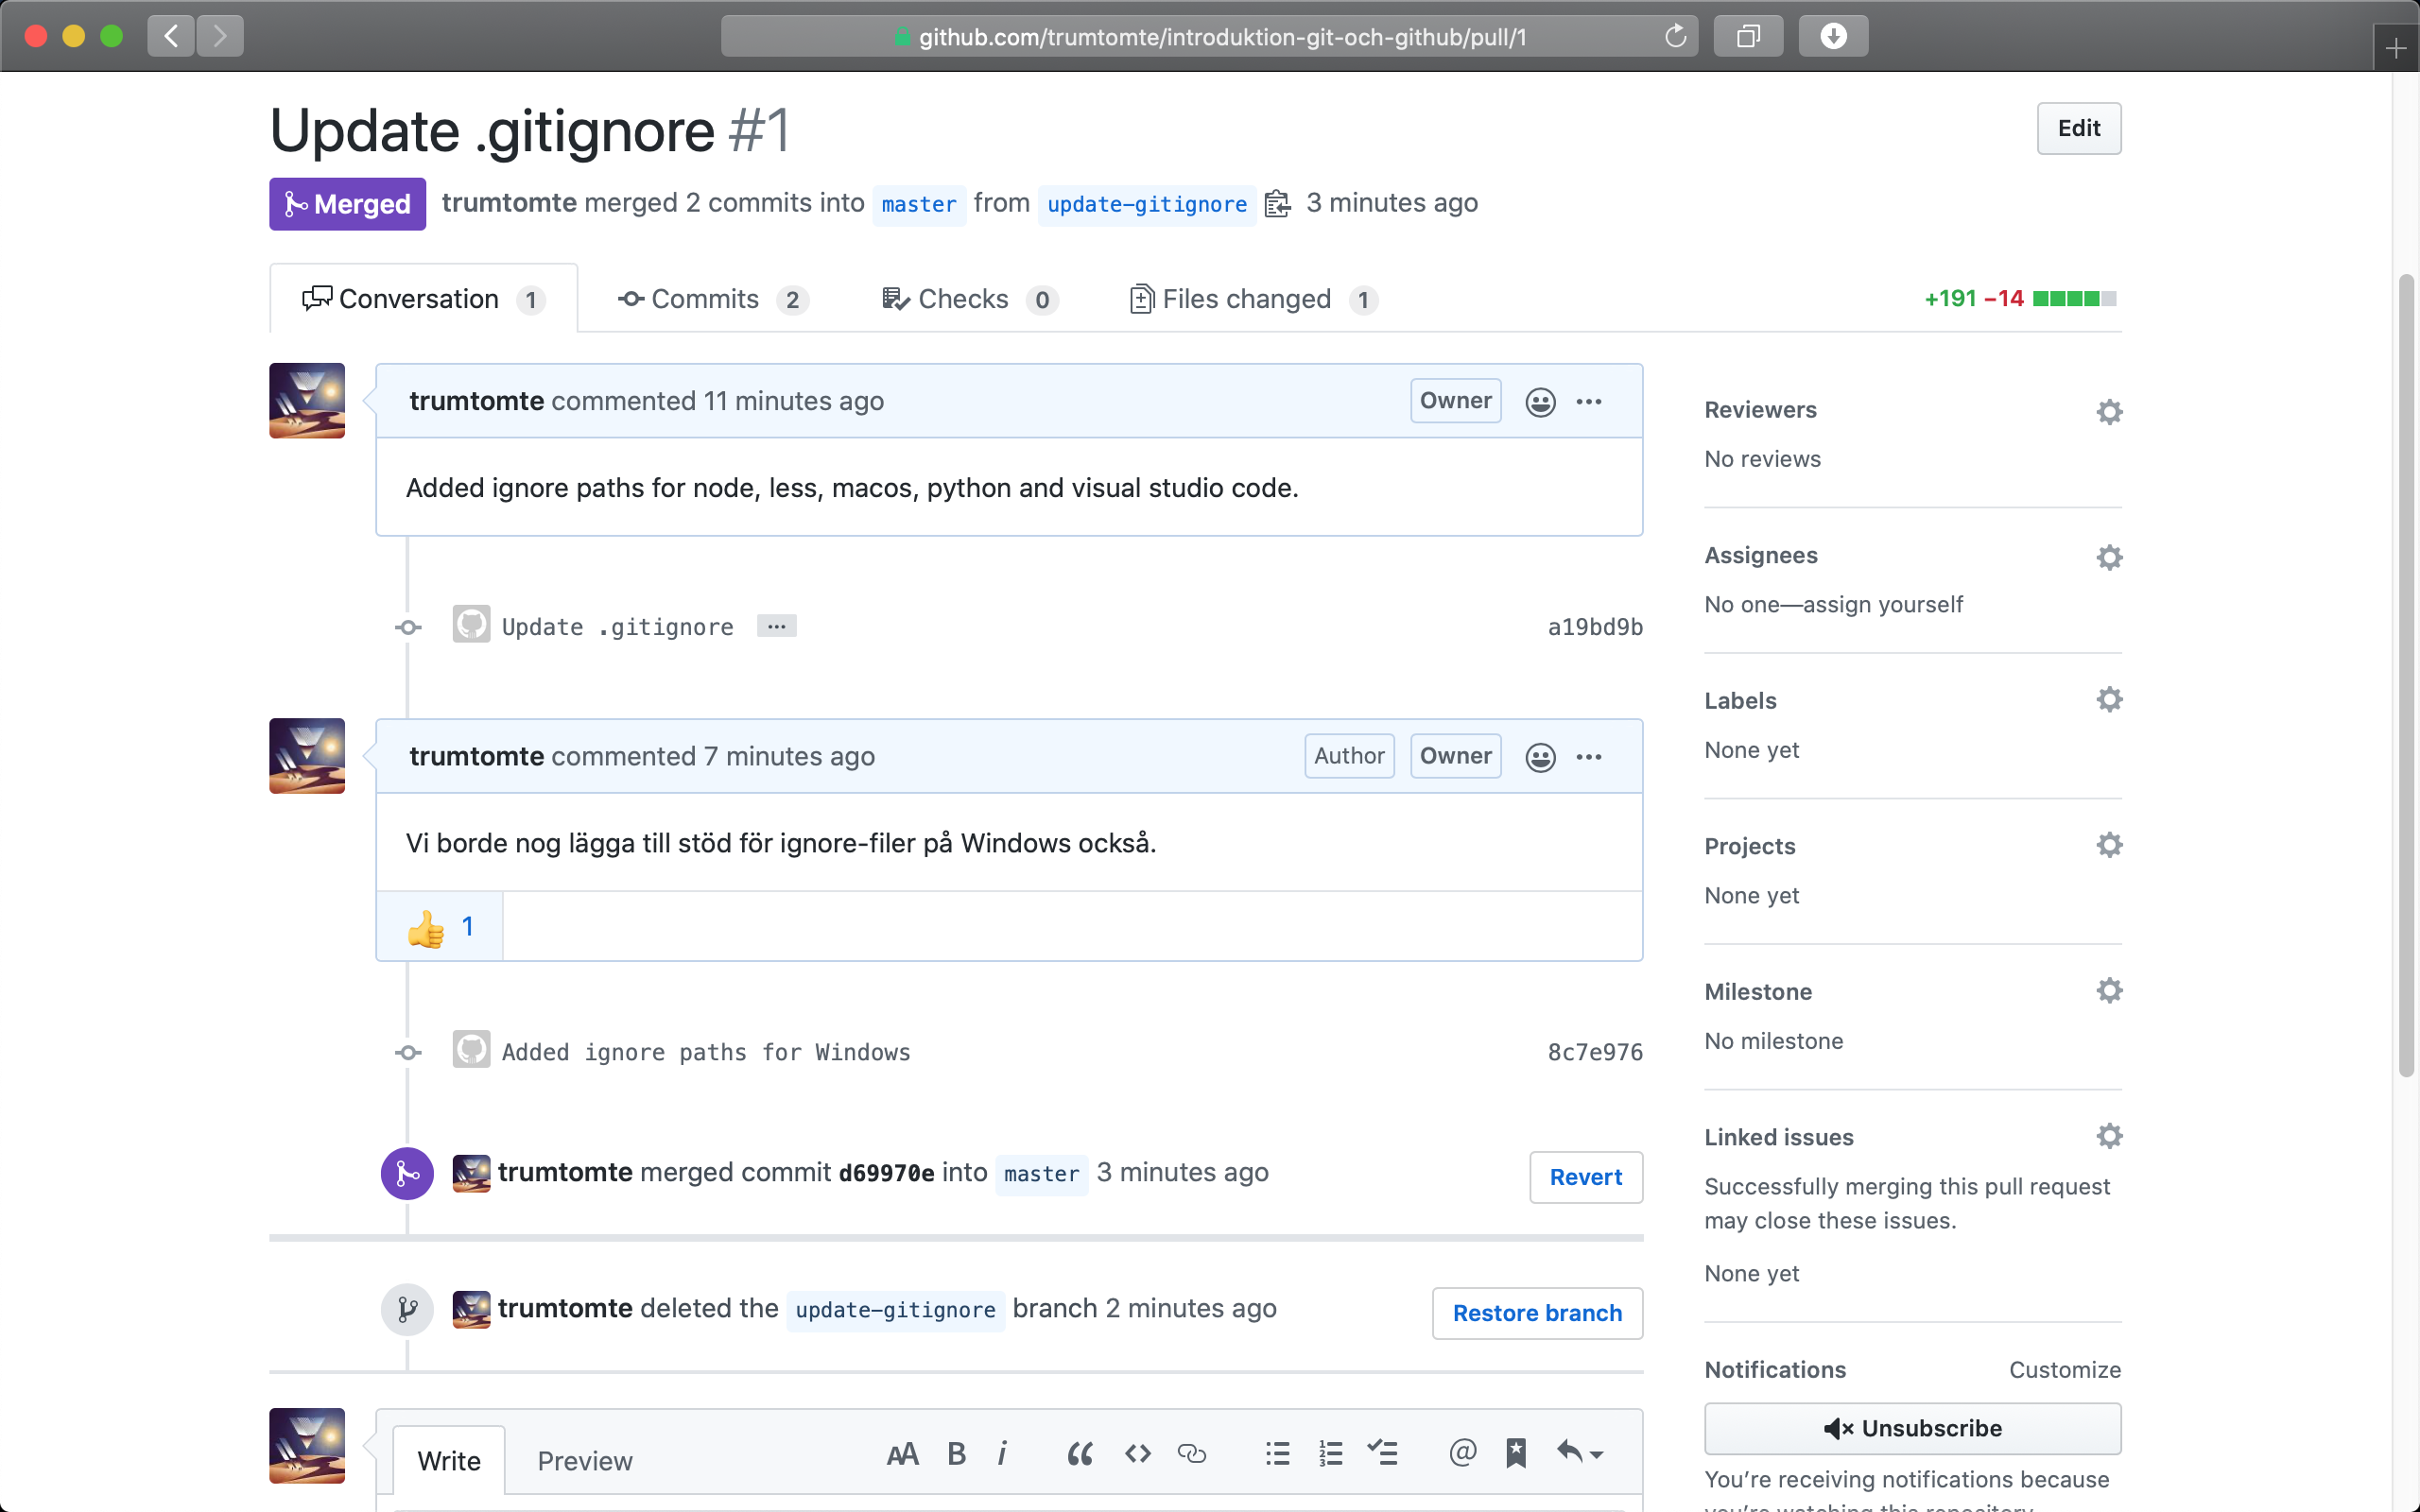 github.com/trumtomte/introduktion-git-och-github/pull/1
Update .gitignore #1
Edit
Merged trumtomte merged 2 commits into master from update-gitignore 3 minutes ago
Conversation 1 Commits 2 Checks 0 Files changed 1 +191 −14
trumtomte commented 11 minutes ago Owner
Added ignore paths for node, less, macos, python and visual studio code.
Update .gitignore a19bd9b
trumtomte commented 7 minutes ago Author Owner
Vi borde nog lägga till stöd för ignore-filer på Windows också.
👍 1
Added ignore paths for Windows 8c7e976
trumtomte merged commit d69970e into master 3 minutes ago Revert
trumtomte deleted the update-gitignore branch 2 minutes ago Restore branch
Write Preview
Reviewers
No reviews
Assignees
No one—assign yourself
Labels
None yet
Projects
None yet
Milestone
No milestone
Linked issues
Successfully merging this pull request
may close these issues.
None yet
Notifications Customize
Unsubscribe
You’re receiving notifications because
you’re watching this repository.